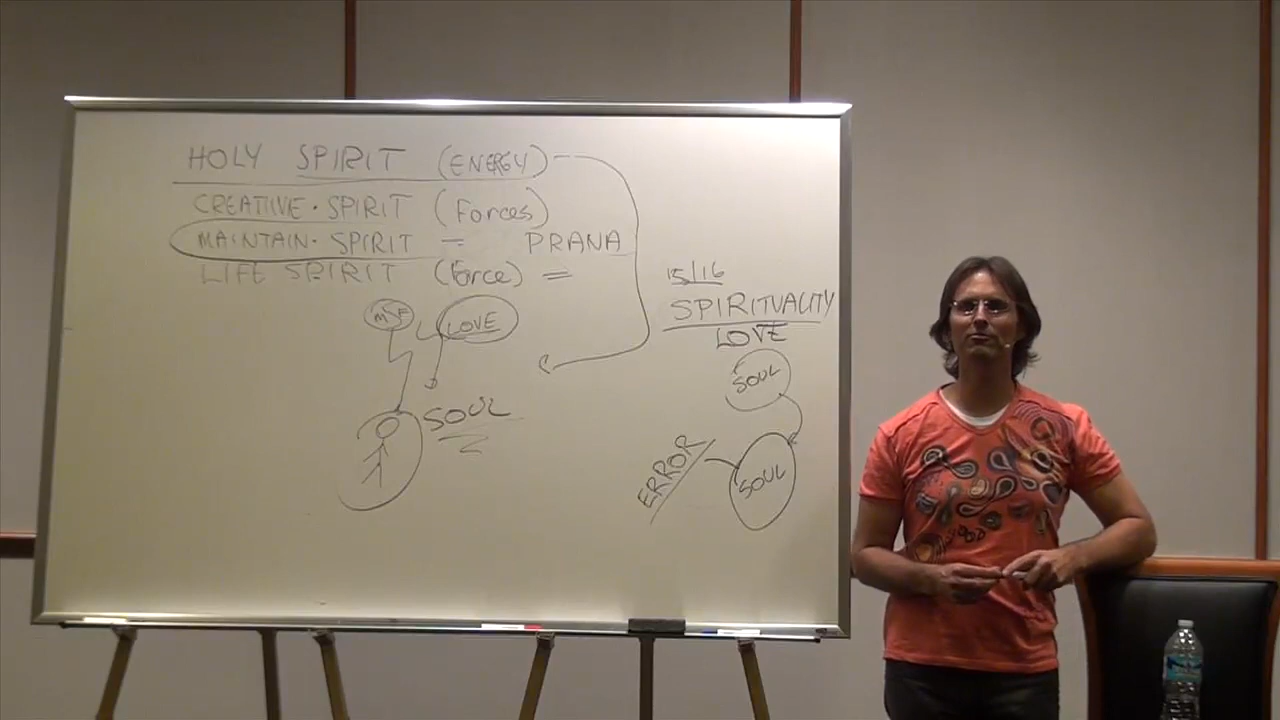 HOLY SPIRIT (ENERGY)
CREATIVE · SPIRIT (Forces)
MAINTAIN · SPIRIT = PRANA
LIFE SPIRIT (Force) =
MSF
LOVE
SOUL
15/16
SPIRITUALITY
LOVE
SOUL
ERROR
SOUL